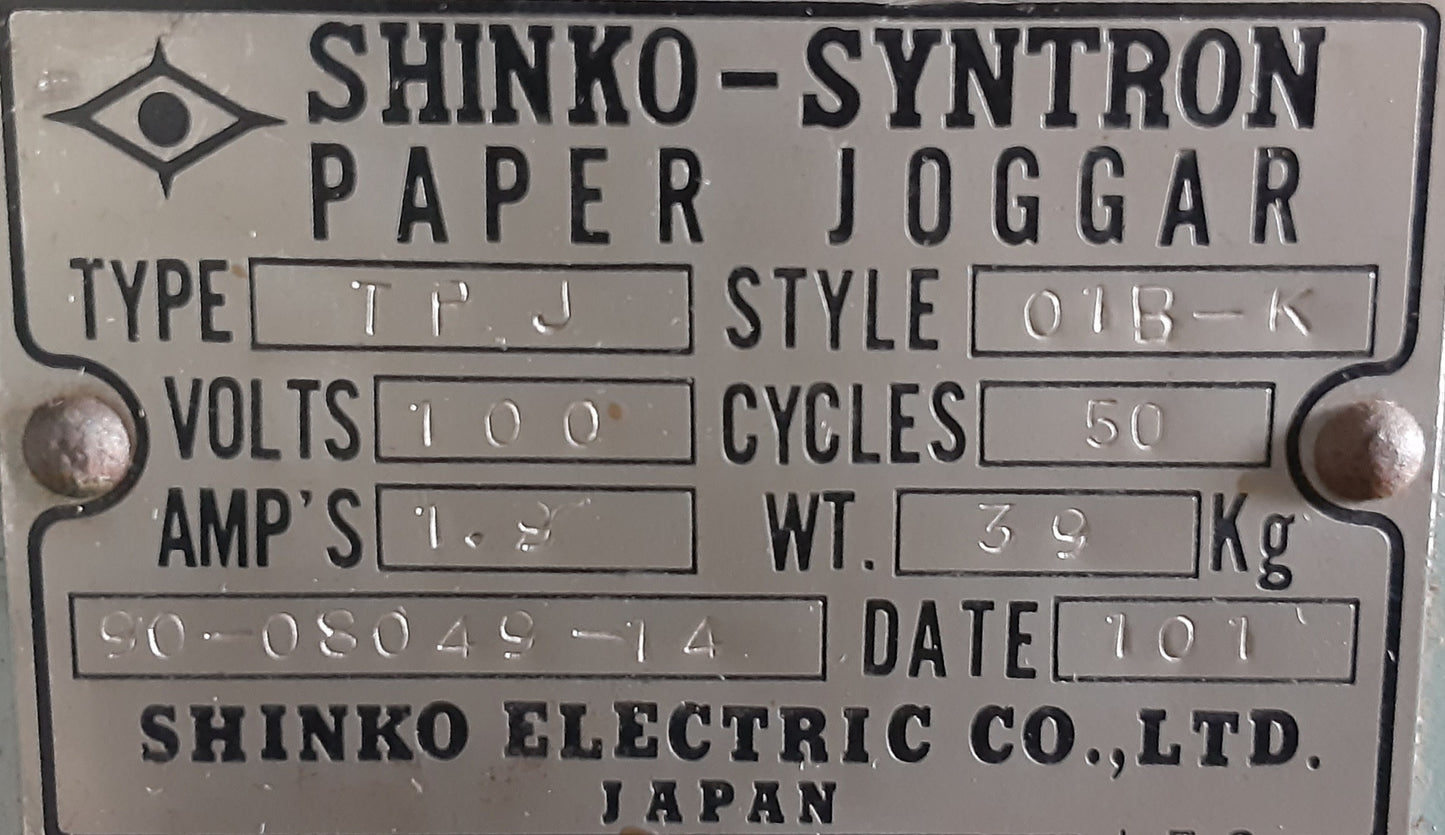 SHINKO-SYNTRON
PAPER JOGGAR
TYPE TPJ STYLE 01B-K
VOLTS 100 CYCLES 50
AMP'S WT. 39 Kg
90-08049-14 DATE 101
SHINKO ELECTRIC CO.,LTD.
JAPAN